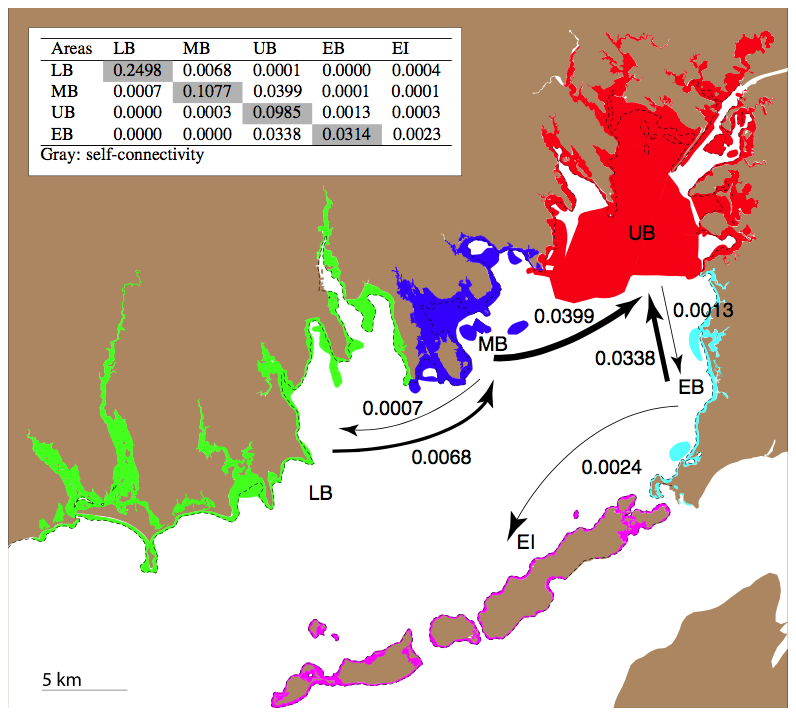 Areas LB MB UB EB EI
LB 0.2498 0.0068 0.0001 0.0000 0.0004
MB 0.0007 0.1077 0.0399 0.0001 0.0001
UB 0.0000 0.0003 0.0985 0.0013 0.0003
EB 0.0000 0.0000 0.0338 0.0314 0.0023
Gray: self-connectivity
UB
0.0399
0.0013
MB
0.0338
EB
0.0007
0.0068
0.0024
LB
EI
5 km